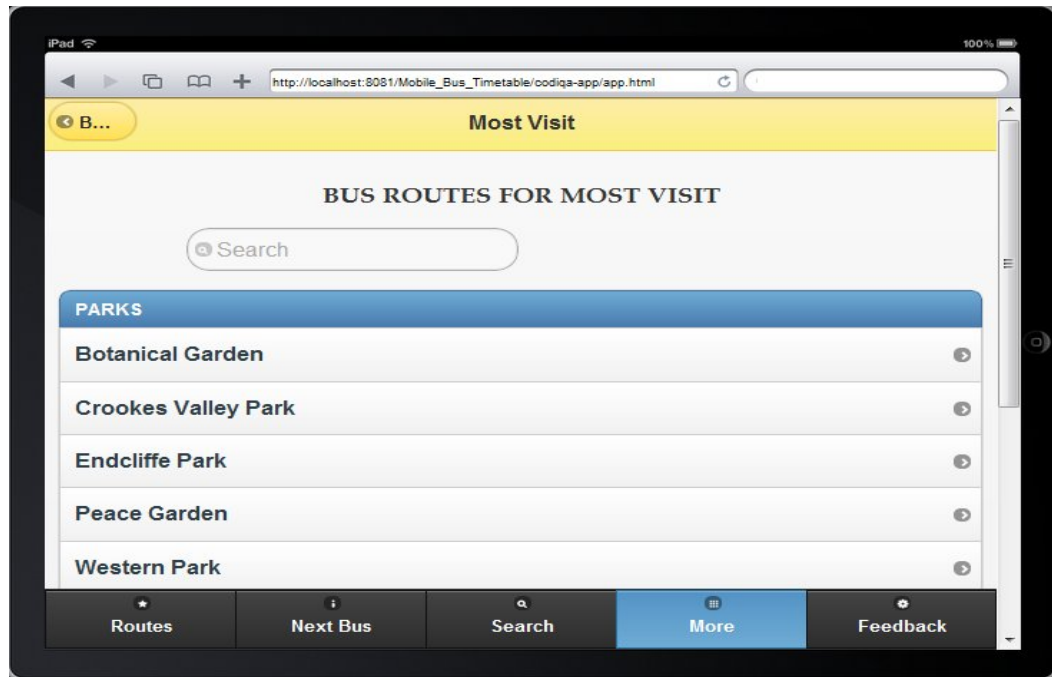 iPad 100%
http://localhost:8081/Mobile_Bus_Timetable/codiqa-app/app.html
B... Most Visit
BUS ROUTES FOR MOST VISIT
Search
PARKS
Botanical Garden
Crookes Valley Park
Endcliffe Park
Peace Garden
Western Park
Routes Next Bus Search More Feedback